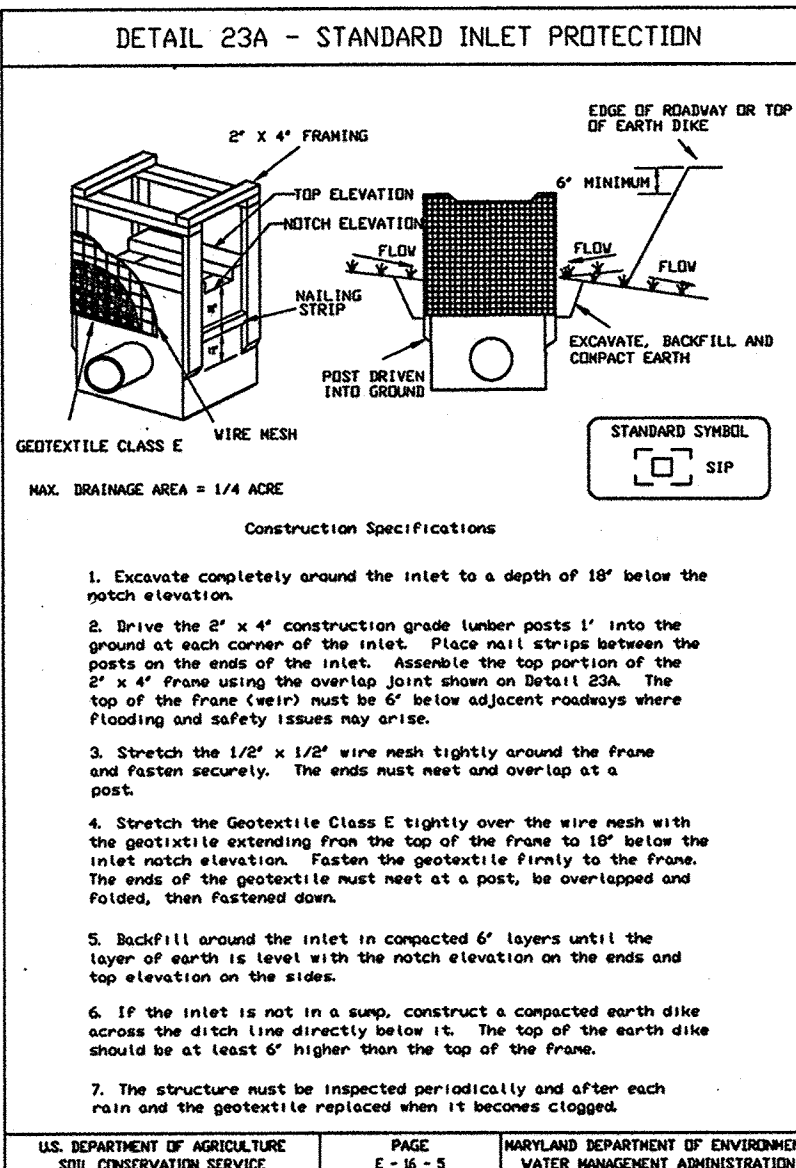 DETAIL 23A - STANDARD INLET PROTECTION
EDGE OF ROADWAY OR TOP
OF EARTH DIKE
2" X 4" FRAMING
6" MINIMUM
TOP ELEVATION
NOTCH ELEVATION
FLOW
FLOW
FLOW
NAILING
STRIP
EXCAVATE, BACKFILL AND
COMPACT EARTH
POST DRIVEN
INTO GROUND
WIRE MESH
GEOTEXTILE CLASS E
STANDARD SYMBOL
SIP
MAX. DRAINAGE AREA = 1/4 ACRE
Construction Specifications
1. Excavate completely around the inlet to a depth of 18" below the
notch elevation.
2. Drive the 2" x 4" construction grade lumber posts 1' into the
ground at each corner of the inlet. Place nail strips between the
posts on the ends of the inlet. Assemble the top portion of the
2" x 4" frame using the overlap joint shown on Detail 23A. The
top of the frame (weir) must be 6" below adjacent roadways where
flooding and safety issues may arise.
3. Stretch the 1/2" x 1/2" wire mesh tightly around the frame
and fasten securely. The ends must meet and overlap at a
post.
4. Stretch the Geotextile Class E tightly over the wire mesh with
the geotixtile extending from the top of the frame to 18" below the
inlet notch elevation. Fasten the geotextile firmly to the frame.
The ends of the geotextile must meet at a post, be overlapped and
folded, then fastened down.
5. Backfill around the inlet in compacted 6" layers until the
layer of earth is level with the notch elevation on the ends and
top elevation on the sides.
6. If the inlet is not in a sump, construct a compacted earth dike
across the ditch line directly below it. The top of the earth dike
should be at least 6" higher than the top of the frame.
7. The structure must be inspected periodically and after each
rain and the geotextile replaced when it becomes clogged.
U.S. DEPARTMENT OF AGRICULTURE
SOIL CONSERVATION SERVICE
PAGE
E - 16 - 5
MARYLAND DEPARTMENT OF ENVIRONME
WATER MANAGEMENT ADMINISTRATION